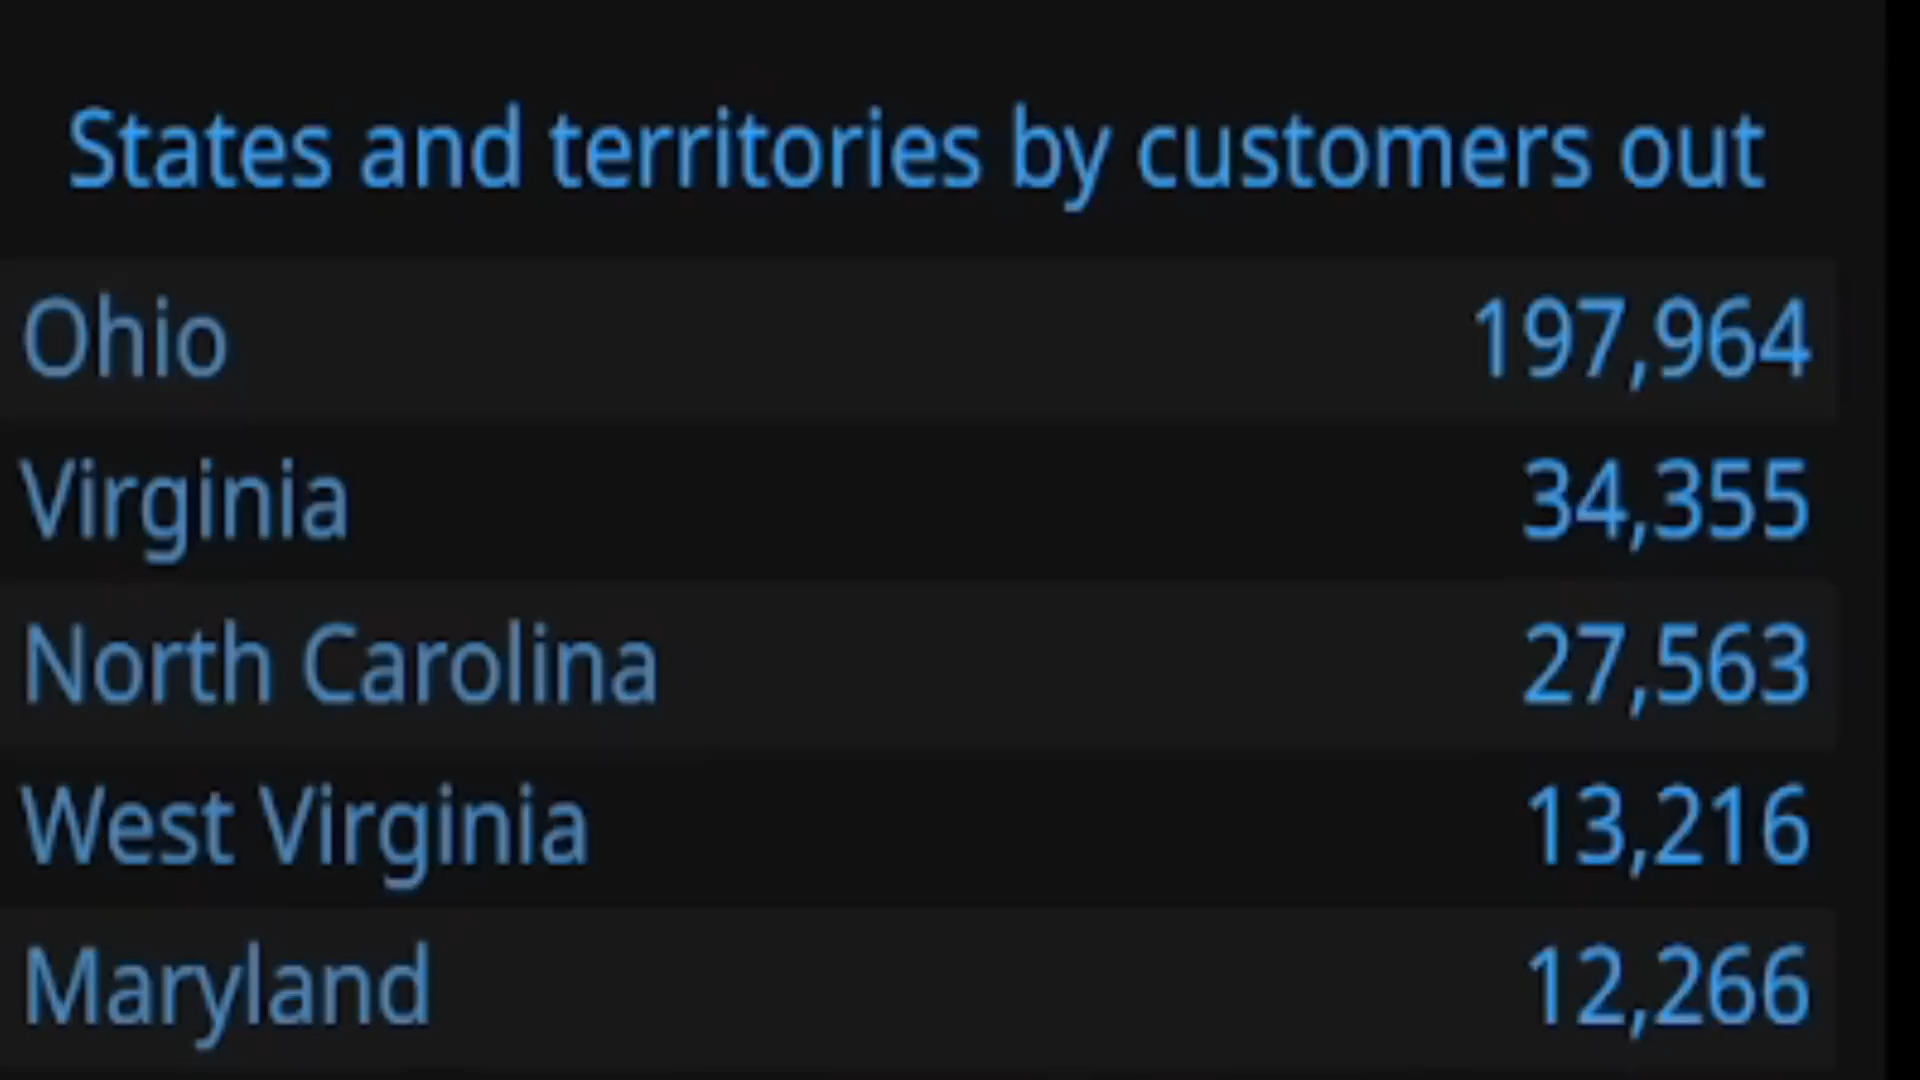 States and territories by customers out
Ohio 197,964
Virginia 34,355
North Carolina 27,563
West Virginia 13,216
Maryland 12,266